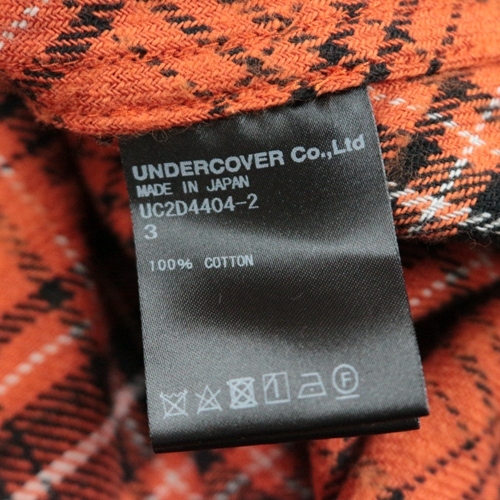 UNDERCOVER Co.,Ltd
MADE IN JAPAN
UC2D4404-2
3
100% COTTON
F